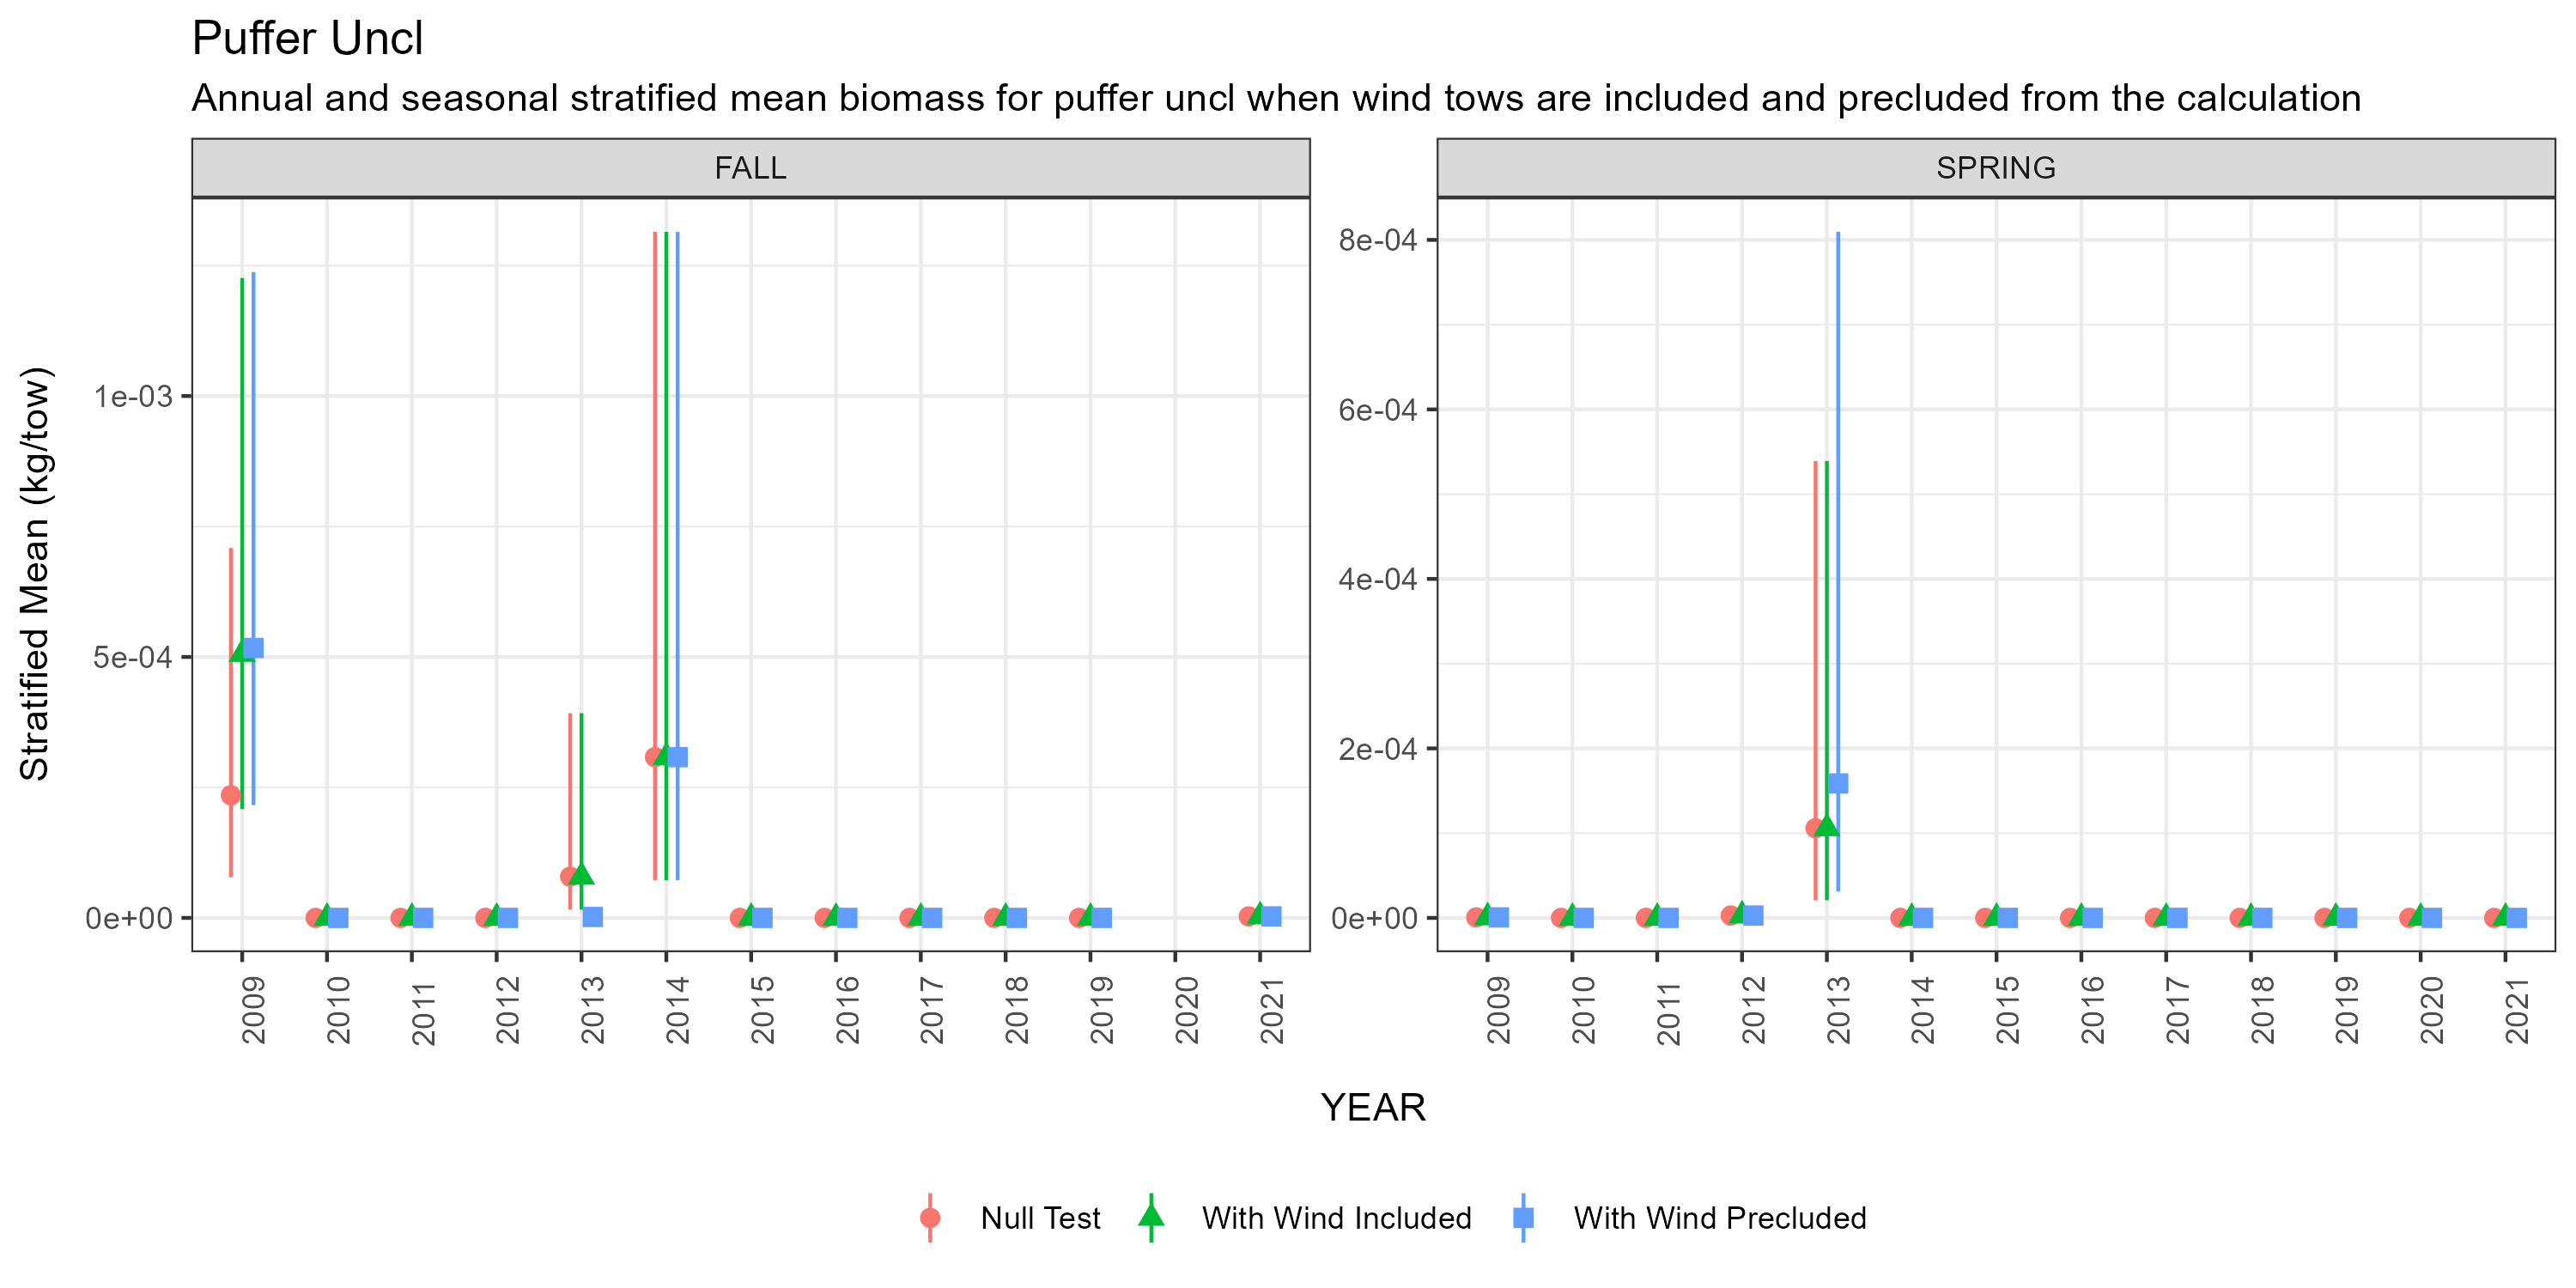 Puffer Uncl
Annual and seasonal stratified mean biomass for puffer uncl when wind tows are included and precluded from the calculation
FALL
SPRING
Stratified Mean (kg/tow)
1e-03
5e-04
0e+00
8e-04
6e-04
4e-04
2e-04
0e+00
2009 2010 2011 2012 2013 2014 2015 2016 2017 2018 2019 2020 2021
2009 2010 2011 2012 2013 2014 2015 2016 2017 2018 2019 2020 2021
YEAR
Null Test With Wind Included With Wind Precluded